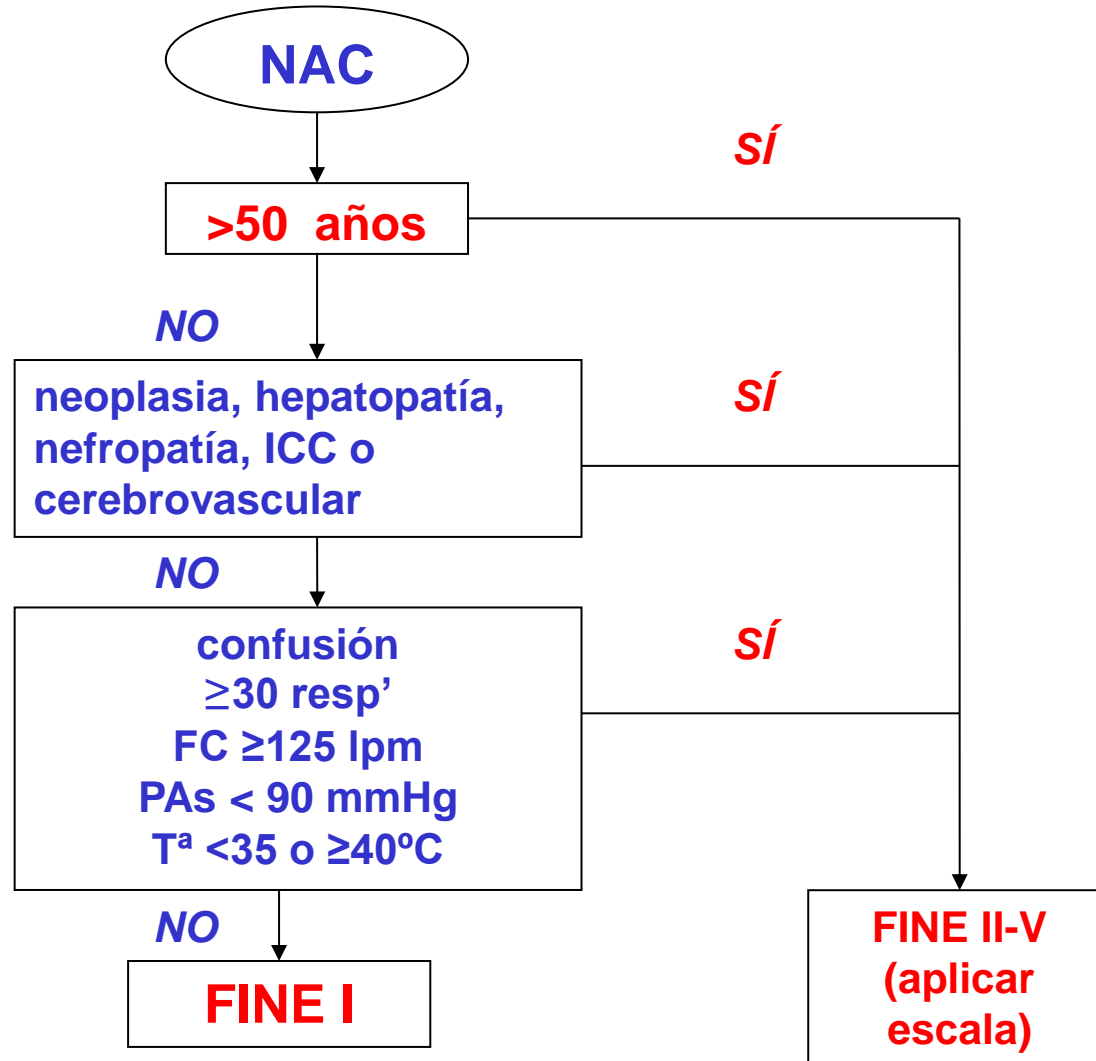 NAC
SÍ
>50 años
NO
neoplasia, hepatopatía,
nefropatía, ICC o
cerebrovascular
SÍ
NO
confusión
≥30 resp’
FC ≥125 lpm
PAs < 90 mmHg
Tª <35 o ≥40ºC
SÍ
NO
FINE I
FINE II-V
(aplicar
escala)